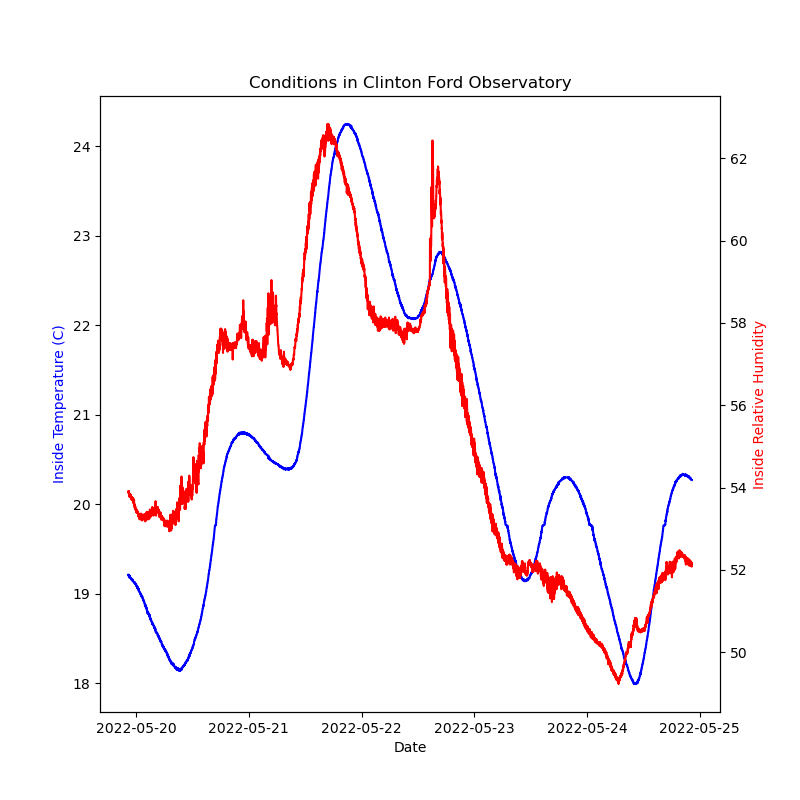 Conditions in Clinton Ford Observatory
24
23
22
21
20
19
18
Inside Temperature (C)
62
60
58
56
54
52
50
Inside Relative Humidity
2022-05-20 2022-05-21 2022-05-22 2022-05-23 2022-05-24 2022-05-25
Date